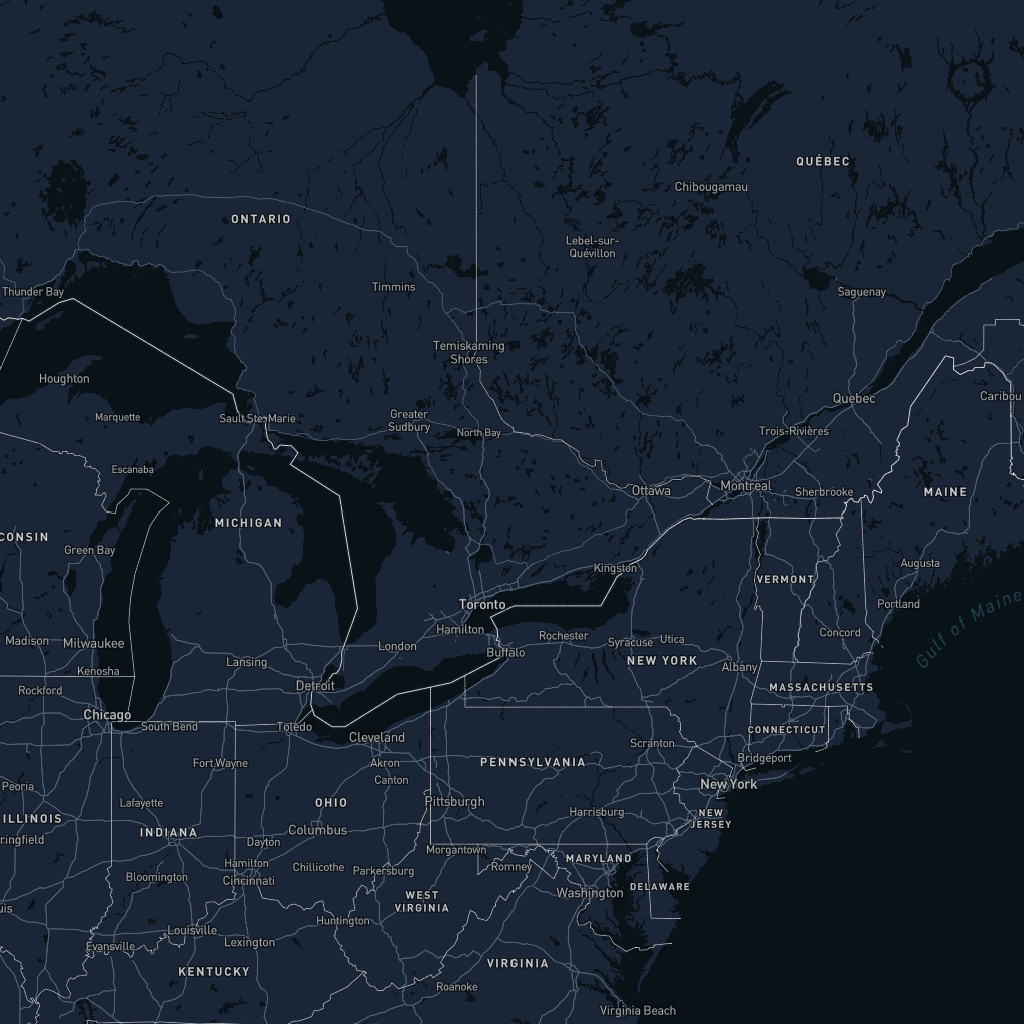 QUÉBEC
Chibougamau
ONTARIO
Lebel-sur-
Quévillon
Timmins
Thunder Bay
Saguenay
Temiskaming
Shores
Houghton
Caribou
Quebec
Marquette
Sault Ste-Marie
Greater
Sudbury
North Bay
Trois-Rivières
Escanaba
Ottawa
Montreal
Sherbrooke
MAINE
MICHIGAN
CONSIN
Green Bay
Kingston
Augusta
VERMONT
Toronto
Portland
Gulf of Maine
Hamilton
Rochester
Concord
Madison
Milwaukee
London
Buffalo
Syracuse
Utica
Lansing
NEW YORK
Albany
Kenosha
Rockford
Detroit
MASSACHUSETTS
Chicago
South Bend
Toledo
CONNECTICUT
Cleveland
Scranton
Fort Wayne
Akron
PENNSYLVANIA
Bridgeport
Peoria
Canton
New York
Lafayette
OHIO
Pittsburgh
Harrisburg
NEW
JERSEY
ILLINOIS
ringfield
INDIANA
Columbus
Dayton
Morgantown
MARYLAND
Hamilton
Cincinnati
Chillicothe
Parkersburg
Romney
Bloomington
DELAWARE
Washington
WEST
VIRGINIA
uis
Huntington
Louisville
Evansville
Lexington
VIRGINIA
KENTUCKY
Roanoke
Virginia Beach